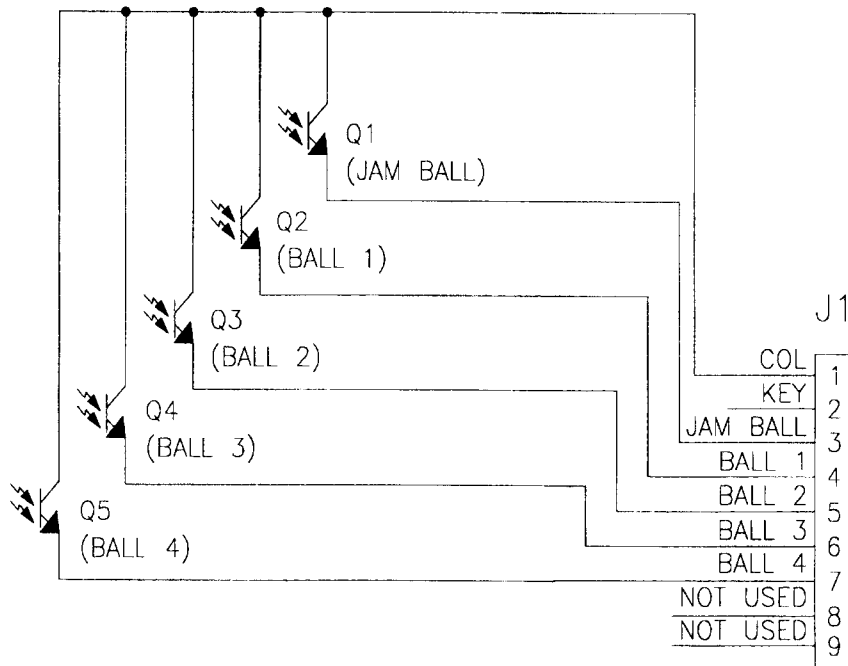 Q1
(JAM BALL)
Q2
(BALL 1)
Q3
(BALL 2)
Q4
(BALL 3)
Q5
(BALL 4)
J1
COL 1
KEY 2
JAM BALL 3
BALL 1 4
BALL 2 5
BALL 3 6
BALL 4 7
NOT USED 8
NOT USED 9